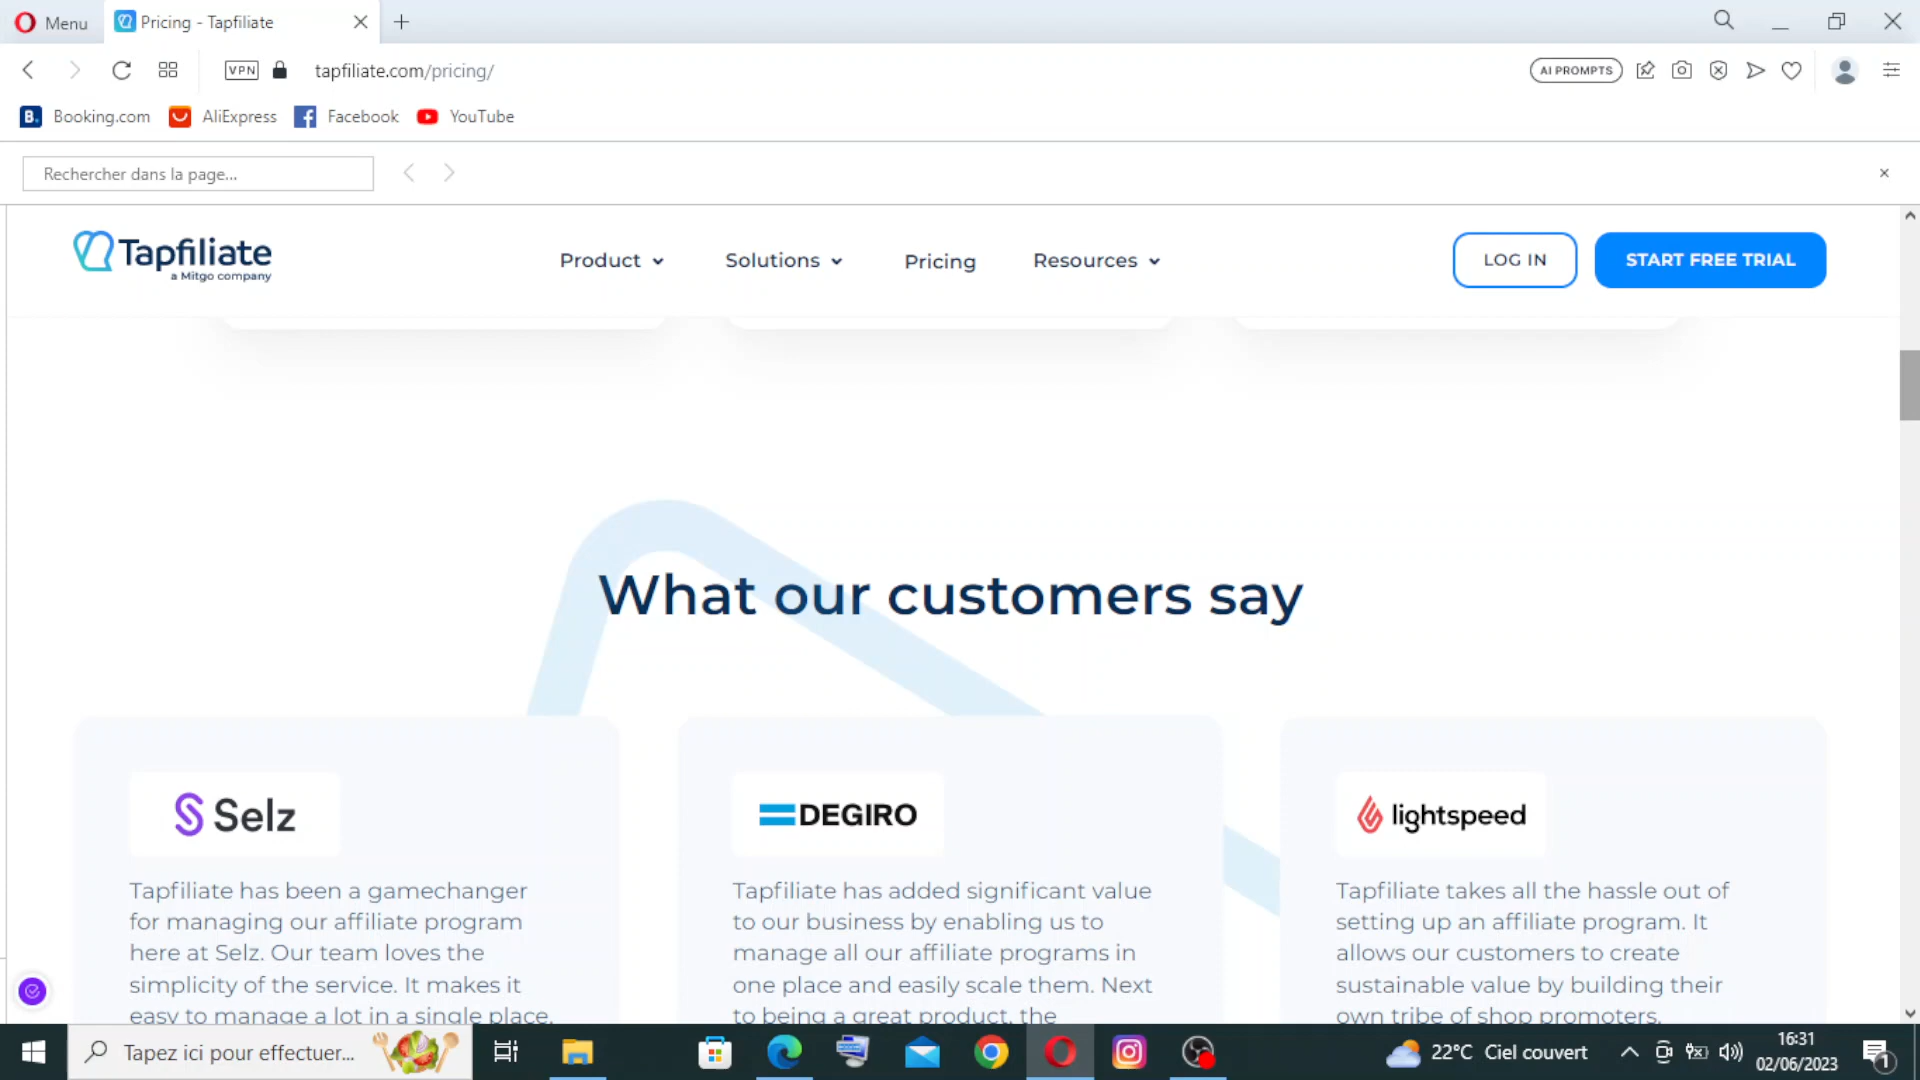 Menu
Pricing - Tapfiliate
VPN
tapfiliate.com/pricing/
AI PROMPTS
Booking.com
AliExpress
Facebook
YouTube
Rechercher dans la page...
Tapfiliate
a Mitgo company
Product
Solutions
Pricing
Resources
LOG IN
START FREE TRIAL
What our customers say
Selz
Tapfiliate has been a gamechanger
for managing our affiliate program
here at Selz. Our team loves the
simplicity of the service. It makes it
easy to manage a lot in a single place.
DEGIRO
Tapfiliate has added significant value
to our business by enabling us to
manage all our affiliate programs in
one place and easily scale them. Next
to being a great product, the
lightspeed
Tapfiliate takes all the hassle out of
setting up an affiliate program. It
allows our customers to create
sustainable value by building their
own tribe of shop promoters.
Tapez ici pour effectuer...
22°C Ciel couvert
16:31
02/06/2023
1